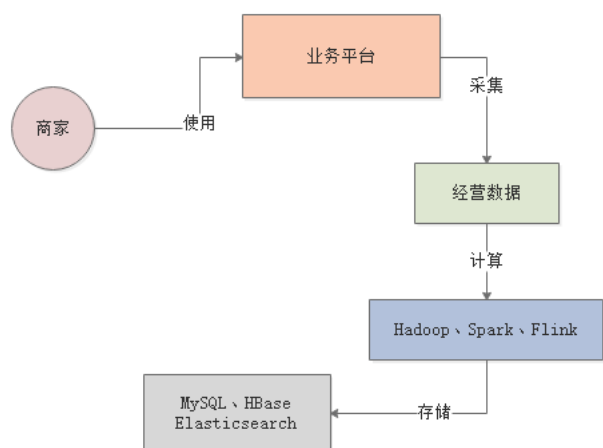 业务平台
商家
使用
采集
经营数据
计算
Hadoop、Spark、Flink
存储
MySQL、HBase
Elasticsearch